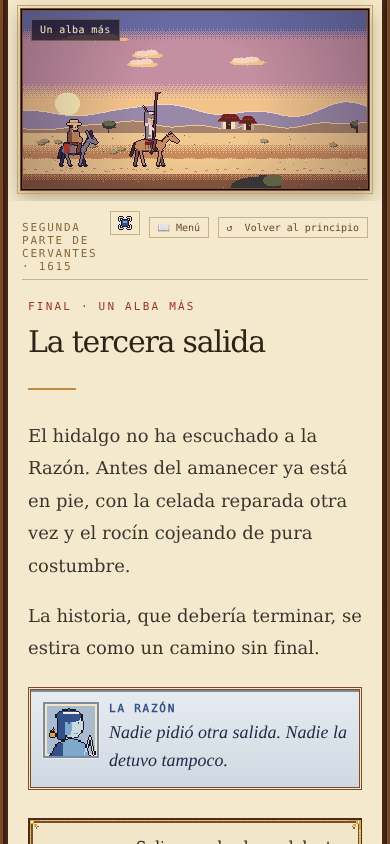 Un alba más
SEGUNDA
PARTE DE
CERVANTES
· 1615
📖 Menú
↺ Volver al principio
FINAL · UN ALBA MÁS
La tercera salida
El hidalgo no ha escuchado a la
Razón. Antes del amanecer ya está
en pie, con la celada reparada otra
vez y el rocín cojeando de pura
costumbre.
La historia, que debería terminar, se
estira como un camino sin final.
LA RAZÓN
Nadie pidió otra salida. Nadie la
detuvo tampoco.